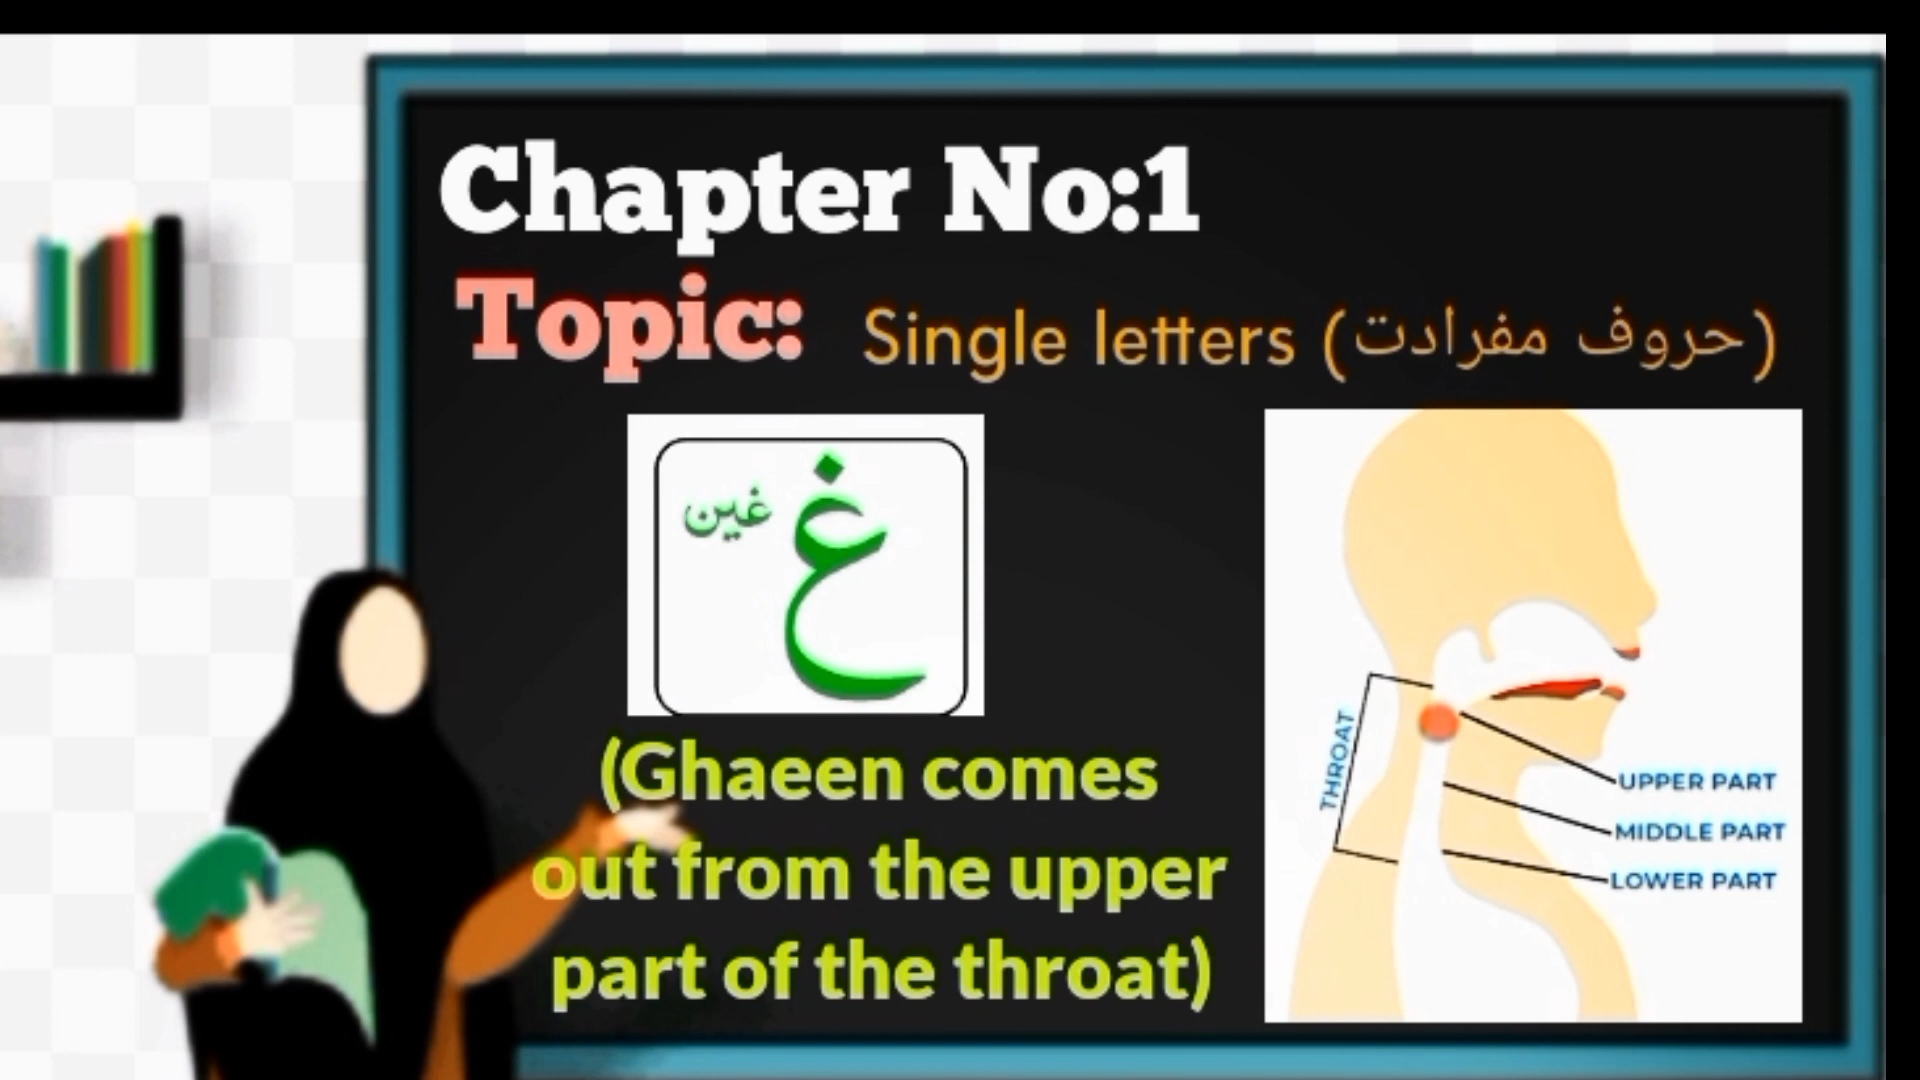 Chapter No:1
Topic: Single letters (حروف مفرادت)
غ
غين
(Ghaeen comes
out from the upper
part of the throat)
THROAT
UPPER PART
MIDDLE PART
LOWER PART